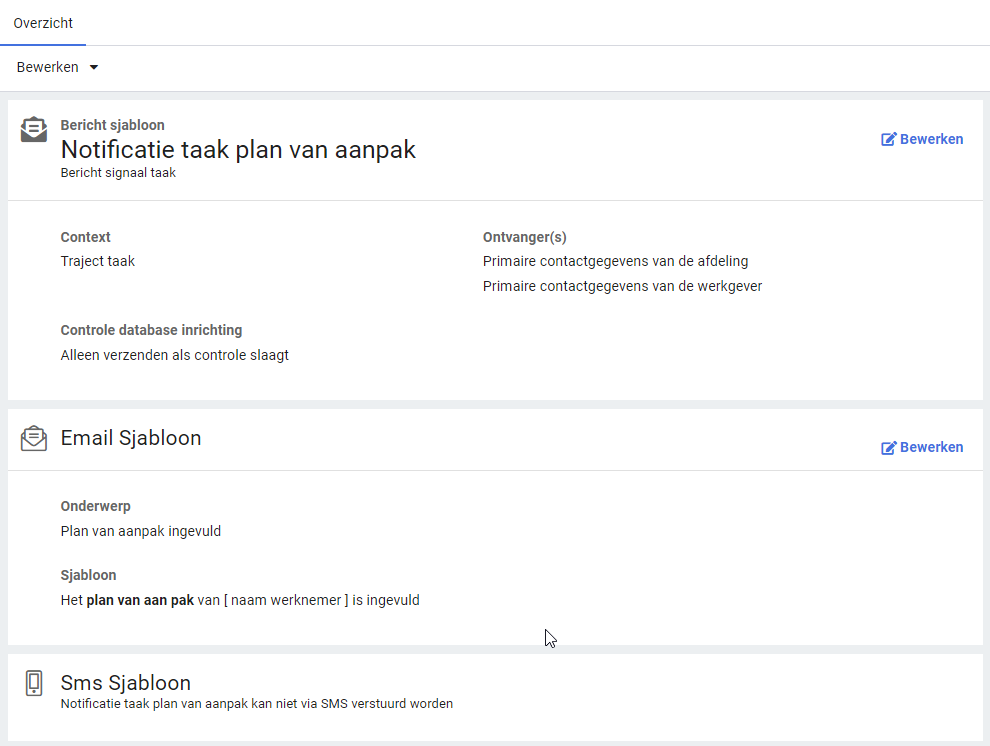 Overzicht
Bewerken
Bericht sjabloon
Notificatie taak plan van aanpak
Bericht signaal taak
Bewerken
Context
Traject taak
Ontvanger(s)
Primaire contactgegevens van de afdeling
Primaire contactgegevens van de werkgever
Controle database inrichting
Alleen verzenden als controle slaagt
Email Sjabloon
Bewerken
Onderwerp
Plan van aanpak ingevuld
Sjabloon
Het plan van aan pak van [ naam werknemer ] is ingevuld
Sms Sjabloon
Notificatie taak plan van aanpak kan niet via SMS verstuurd worden